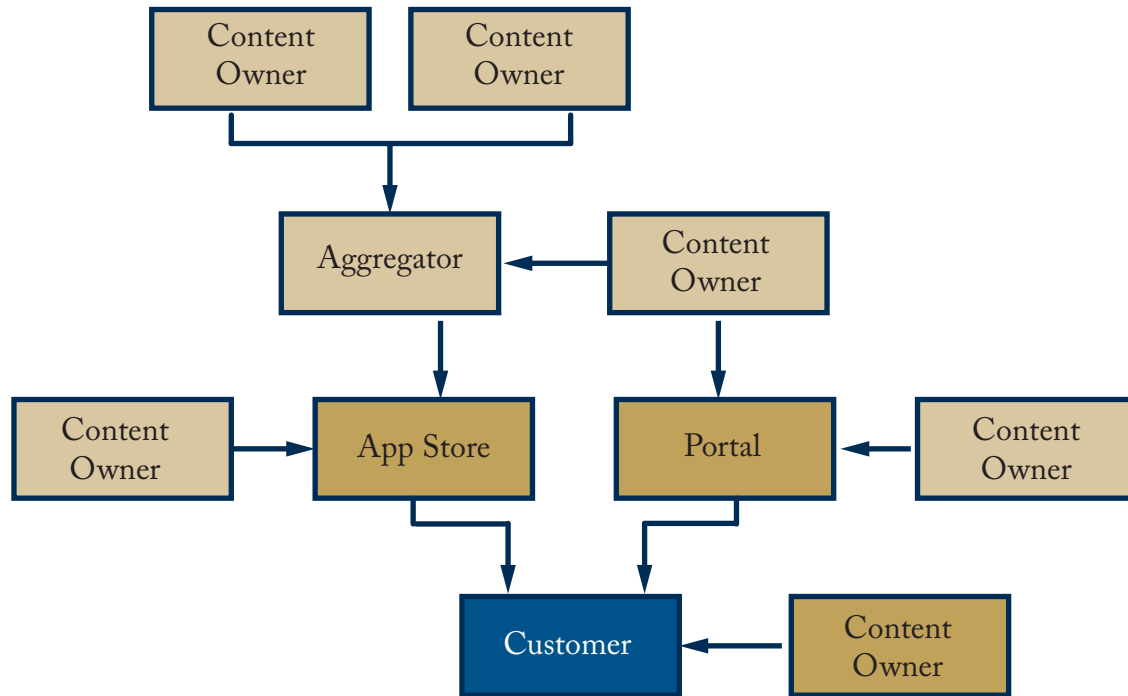 Content
Owner
Content
Owner
Aggregator
Content
Owner
Content
Owner
App Store
Portal
Content
Owner
Customer
Content
Owner